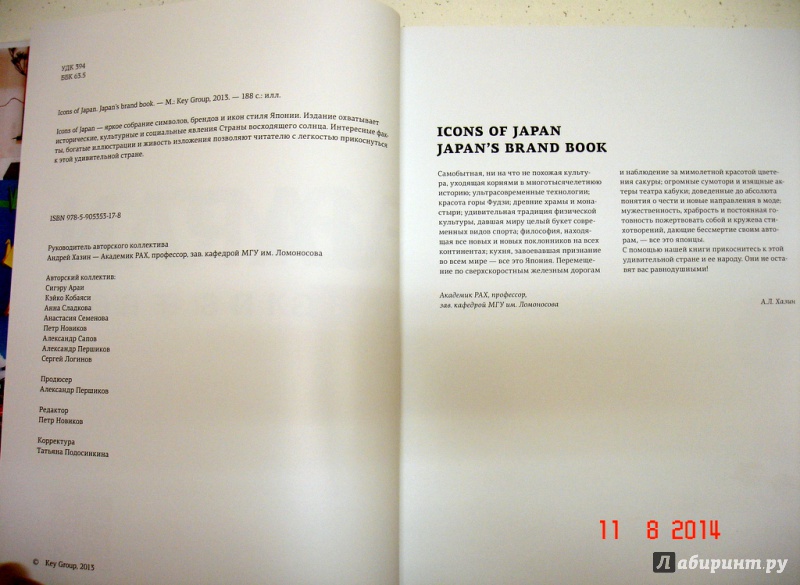 УДК 394
ББК 63.5
Icons of Japan. Japan's brand book. — М.: Key Group, 2013. — 188 с.: илл.
Icons of Japan — яркое собрание символов, брендов и икон стиля Японии. Издание охватывает
исторические, культурные и социальные явления Страны восходящего солнца. Интересные фак-
ты, богатые иллюстрации и живость изложения позволяют читателю с легкостью прикоснуться
к этой удивительной стране.
ISBN 978-5-905353-17-8
Руководитель авторского коллектива
Андрей Хазин — Академик РАХ, профессор, зав. кафедрой МГУ им. Ломоносова
Авторский коллектив:
Сигэру Араи
Кэйко Кобаяси
Анна Сладкова
Анастасия Семенова
Петр Новиков
Александр Сапов
Александр Першиков
Сергей Логинов
Продюсер
Александр Першиков
Редактор
Петр Новиков
Корректура
Татьяна Подосинкина
© Key Group, 2013
ICONS OF JAPAN
JAPAN'S BRAND BOOK
Самобытная, ни на что не похожая культу-
ра, уходящая корнями в многотысячелетнюю
историю; ультрасовременные технологии;
красота горы Фудзи; древние храмы и мона-
стыри; удивительная традиция физической
культуры, давшая миру целый букет совре-
менных видов спорта; философия, находя-
щая все новых и новых поклонников на всех
континентах; кухня, завоевавшая признание
во всем мире — все это Япония. Перемеще-
ние по сверхскоростным железным дорогам
и наблюдение за мимолетной красотой цвете-
ния сакуры; огромные сумотори и изящные ак-
теры театра кабуки; доведенные до абсолюта
понятия о чести и новые направления в моде;
мужественность, храбрость и постоянная го-
товность пожертвовать собой и кружева сти-
хотворений, дающие бессмертие своим авто-
рам, — все это японцы.
С помощью нашей книги прикоснитесь к этой
удивительной стране и ее народу. Они не оста-
вят вас равнодушными!
Академик РАХ, профессор,
зав. кафедрой МГУ им. Ломоносова
А.Л. Хазин
11 8 2014
Лабиринт.ру